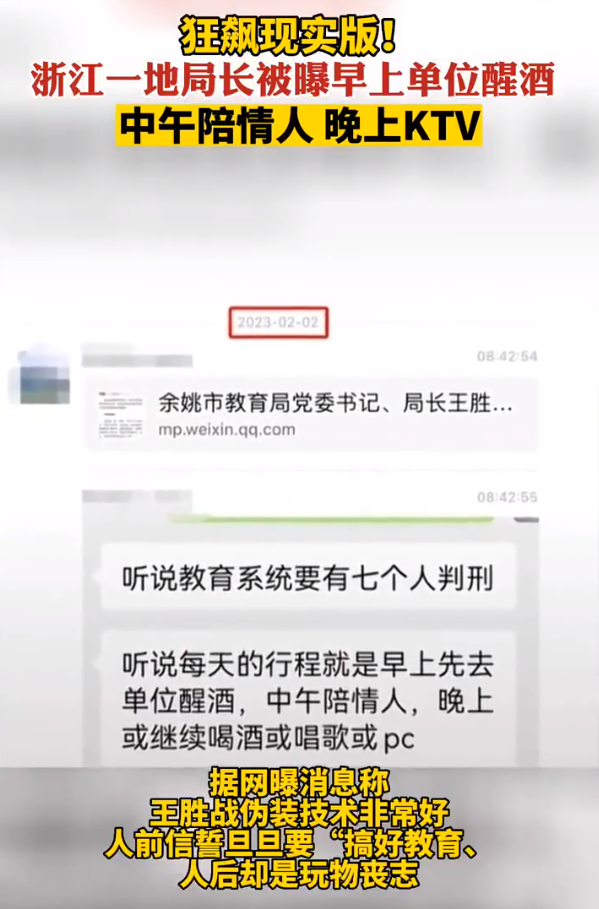 狂飙现实版！
浙江一地局长被曝早上单位醒酒
中午陪情人 晚上KTV
2023-02-02
08:42:54
余姚市教育局党委书记、局长王胜...
mp.weixin.qq.com
08:42:55
听说教育系统要有七个人判刑
听说每天的行程就是早上先去
单位醒酒，中午陪情人，晚上
或继续喝酒或唱歌或pc
据网曝消息称
王胜战伪装技术非常好
人前信誓旦旦要“搞好教育、
人后却是玩物丧志